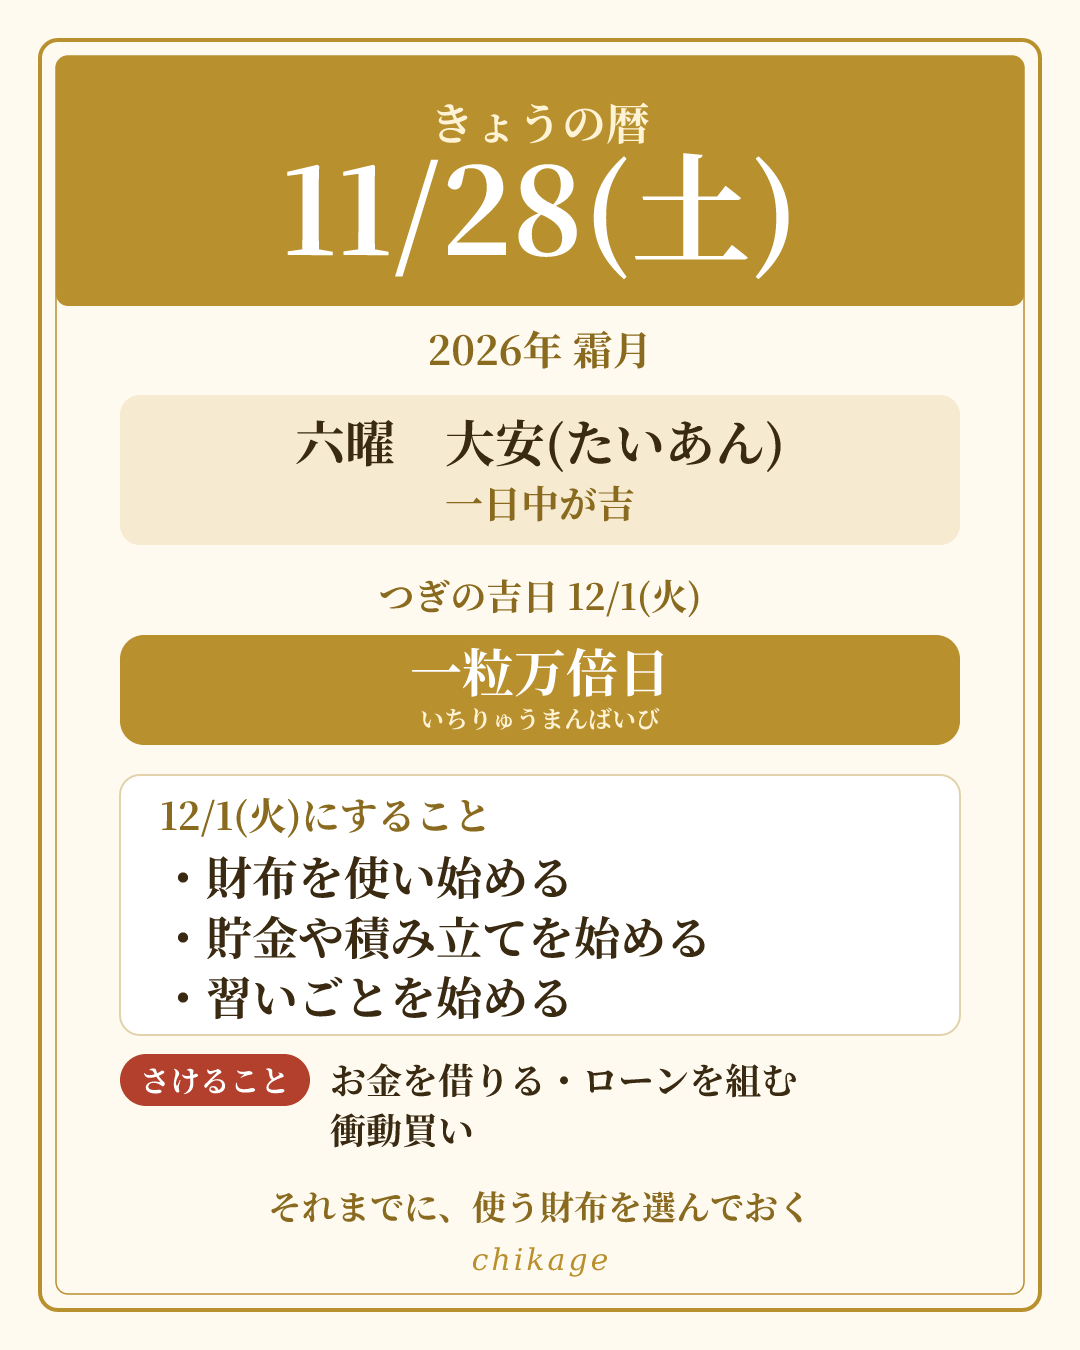 きょうの暦
11/28(土)
2026年 霜月
六曜　大安(たいあん)
一日中が吉
つぎの吉日 12/1(火)
一粒万倍日
いちりゅうまんばいび
12/1(火)にすること
・財布を使い始める
・貯金や積み立てを始める
・習いごとを始める
さけること
お金を借りる・ローンを組む
衝動買い
それまでに、使う財布を選んでおく
chikage